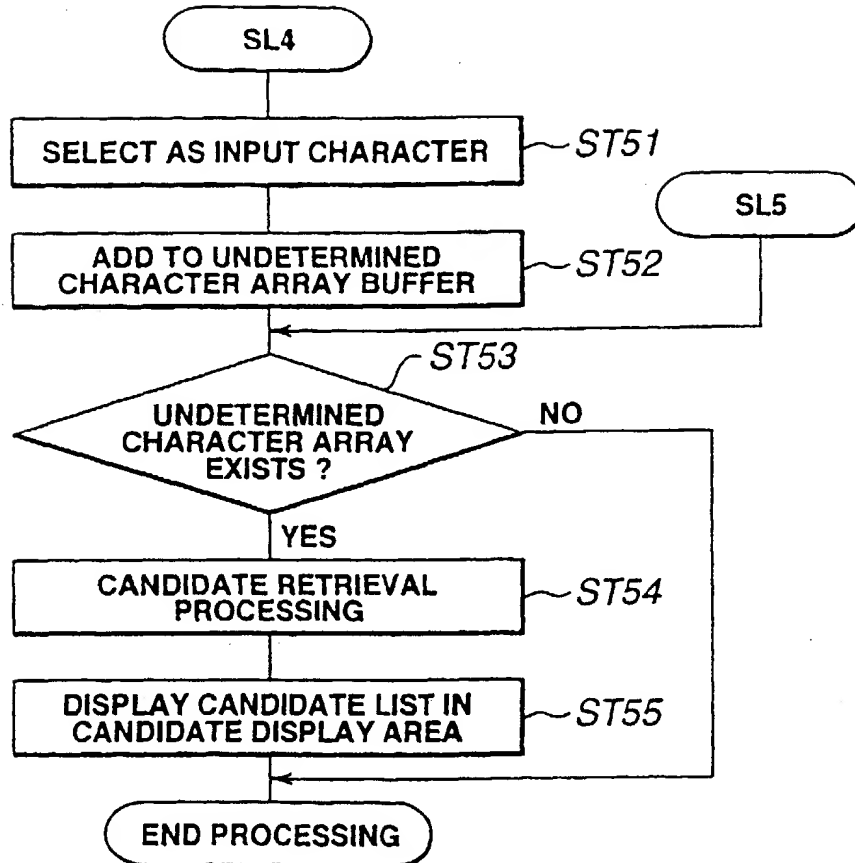 SL4
SELECT AS INPUT CHARACTER
ST51
SL5
ADD TO UNDETERMINED
CHARACTER ARRAY BUFFER
ST52
ST53
UNDETERMINED
CHARACTER ARRAY
EXISTS ?
NO
YES
CANDIDATE RETRIEVAL
PROCESSING
ST54
DISPLAY CANDIDATE LIST IN
CANDIDATE DISPLAY AREA
ST55
END PROCESSING